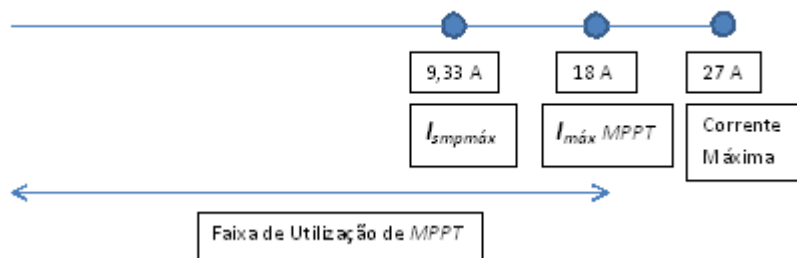 9,33 A
18 A
27 A
Ismpmáx
Imáx MPPT
Corrente
Máxima
Faixa de Utilização de MPPT